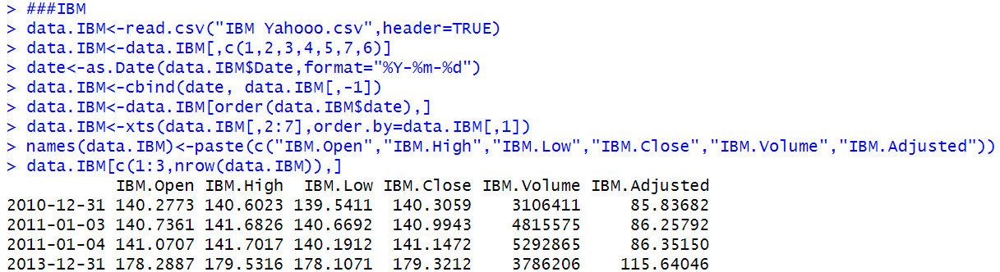 > ###IBM
> data.IBM<-read.csv("IBM Yahooo.csv",header=TRUE)
> data.IBM<-data.IBM[,c(1,2,3,4,5,7,6)]
> date<-as.Date(data.IBM$Date,format="%Y-%m-%d")
> data.IBM<-cbind(date, data.IBM[,-1])
> data.IBM<-data.IBM[order(data.IBM$date),]
> data.IBM<-xts(data.IBM[,2:7],order.by=data.IBM[,1])
> names(data.IBM)<-paste(c("IBM.Open","IBM.High","IBM.Low","IBM.Close","IBM.Volume","IBM.Adjusted"))
> data.IBM[c(1:3,nrow(data.IBM)),]
           IBM.Open IBM.High  IBM.Low IBM.Close IBM.Volume IBM.Adjusted
2010-12-31 140.2773 140.6023 139.5411  140.3059    3106411     85.83682
2011-01-03 140.7361 141.6826 140.6692  140.9943    4815575     86.25792
2011-01-04 141.0707 141.7017 140.1912  141.1472    5292865     86.35150
2013-12-31 178.2887 179.5316 178.1071  179.3212    3786206    115.64046